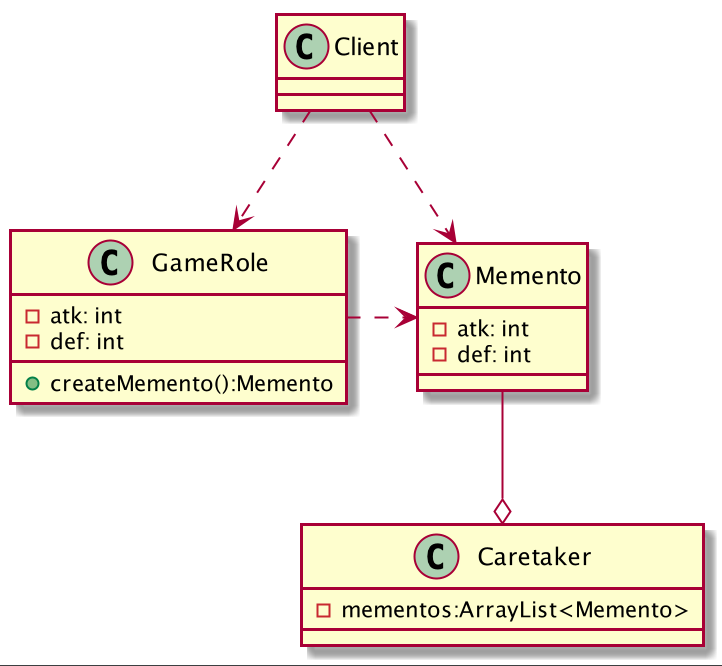 C Client
C GameRole
atk: int
def: int
createMemento():Memento
C Memento
atk: int
def: int
C Caretaker
mementos:ArrayList<Memento>